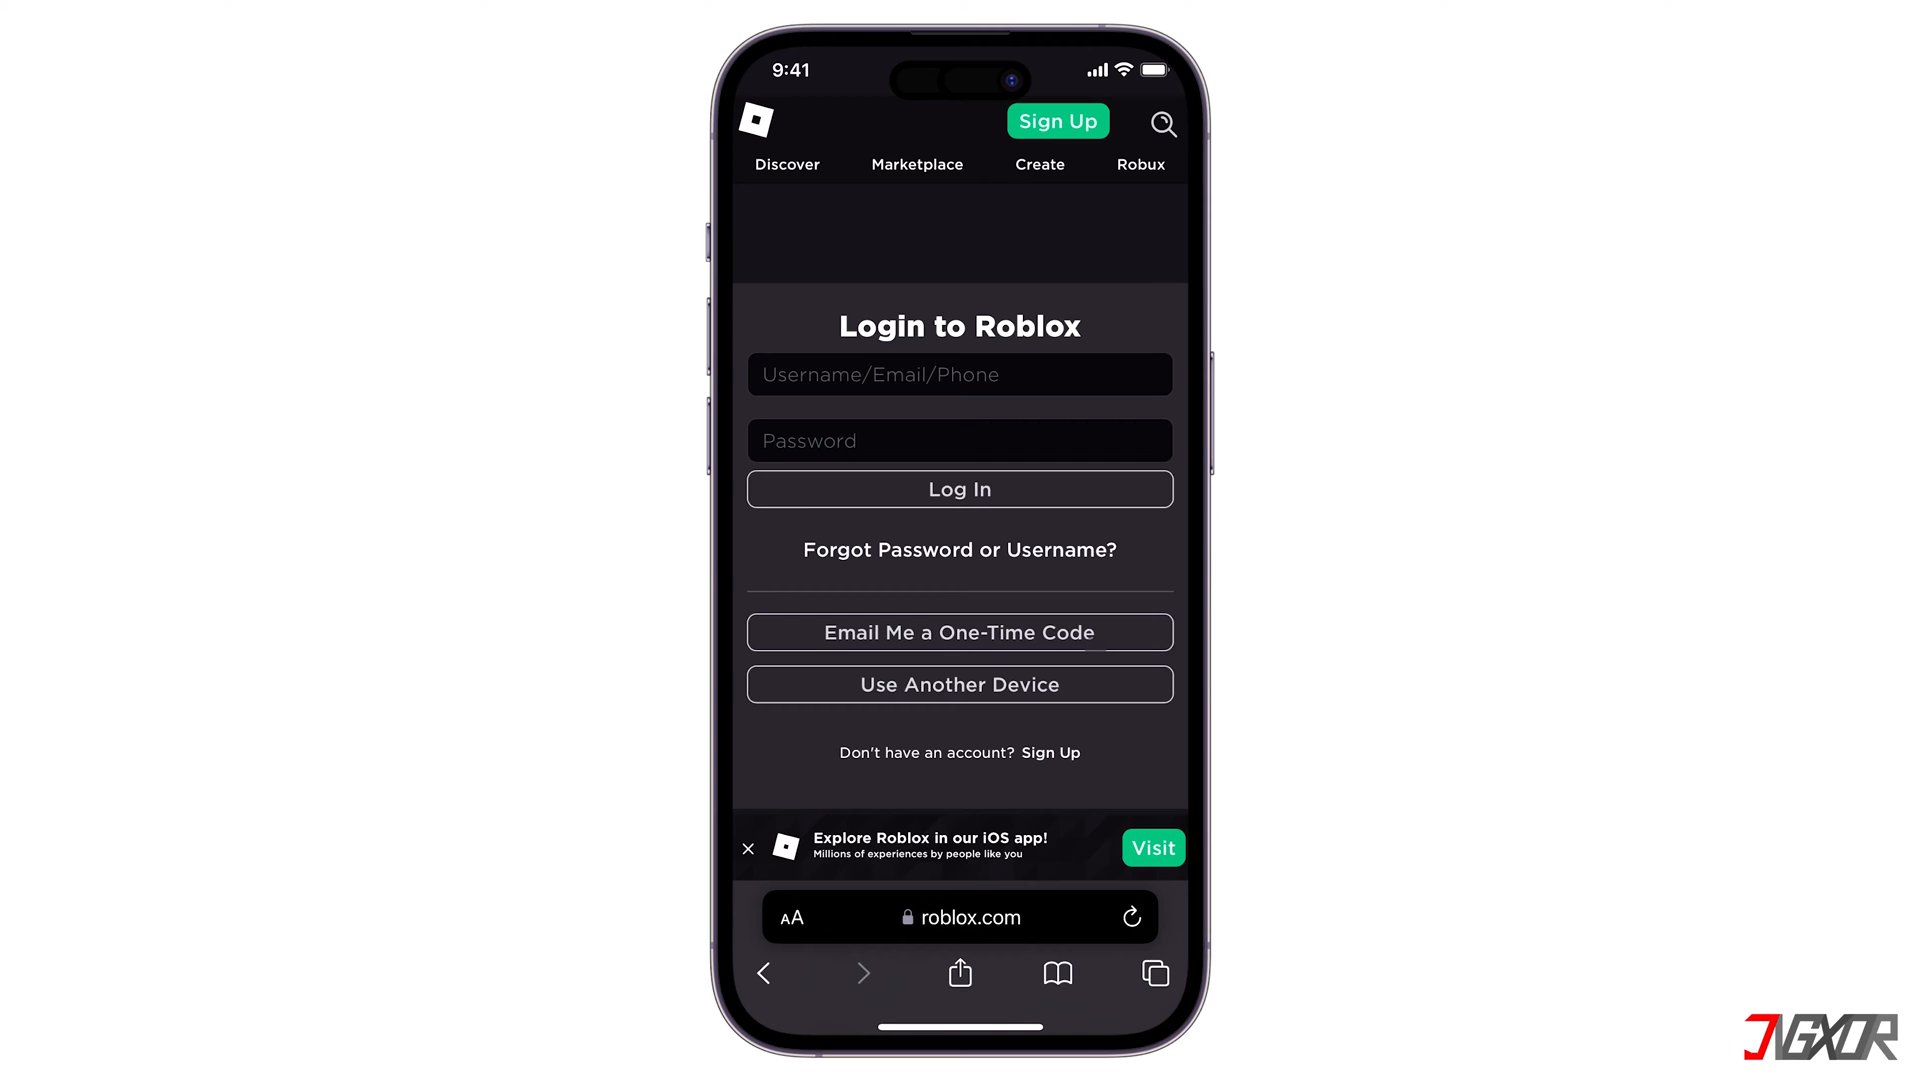 9:41
Sign Up
Discover Marketplace Create Robux
Login to Roblox
Username/Email/Phone
Password
Log In
Forgot Password or Username?
Email Me a One-Time Code
Use Another Device
Don't have an account? Sign Up
Explore Roblox in our iOS app!
Millions of experiences by people like you
Visit
AA roblox.com
JVGXOR